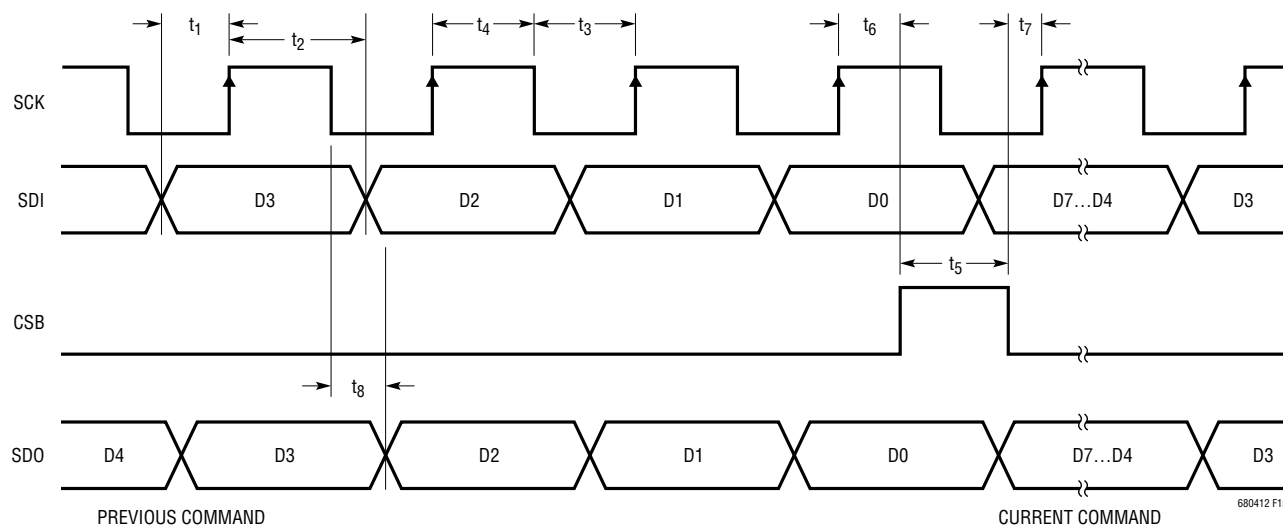 t1 t2 t4 t3 t6 t7
SCK
SDI D3 D2 D1 D0 D7...D4 D3
t5
CSB
t8
SDO D4 D3 D2 D1 D0 D7...D4 D3
680412 F1
PREVIOUS COMMAND CURRENT COMMAND